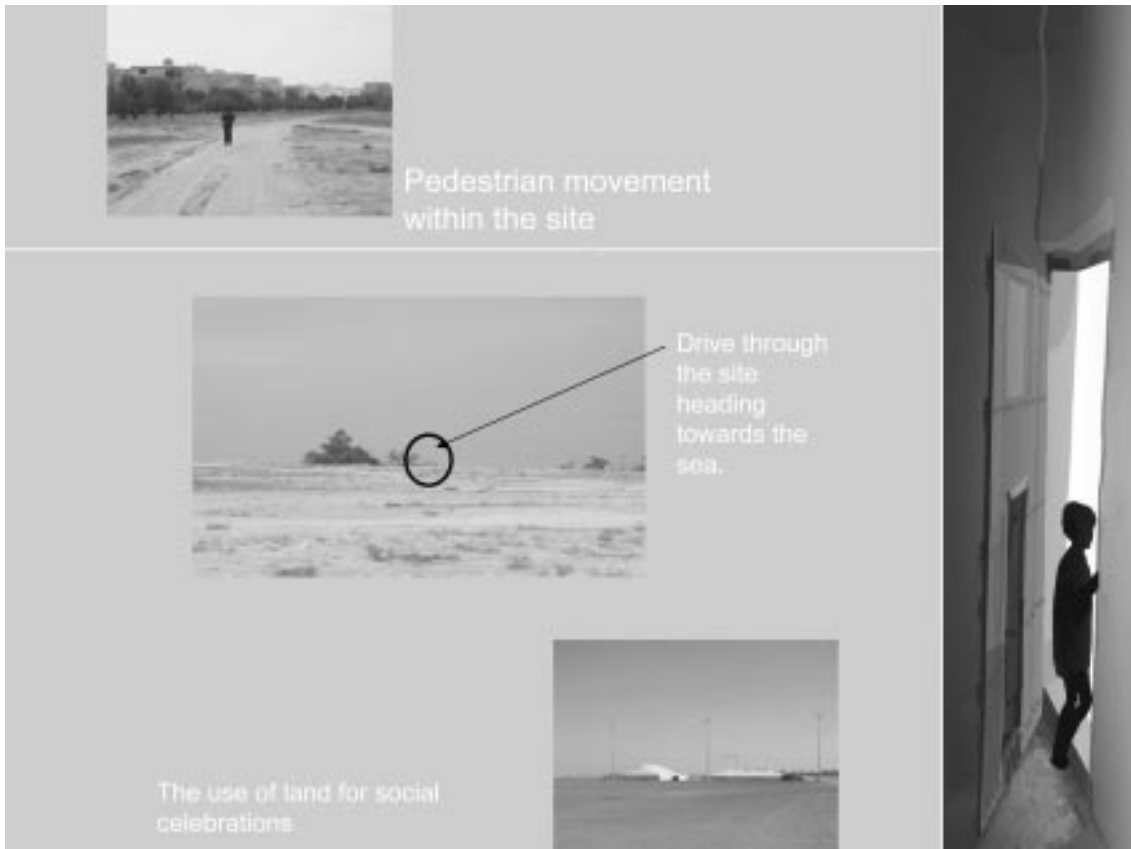 Pedestrian movement
within the site
Drive through
the site
heading
towards the
sea.
The use of land for social
celebrations